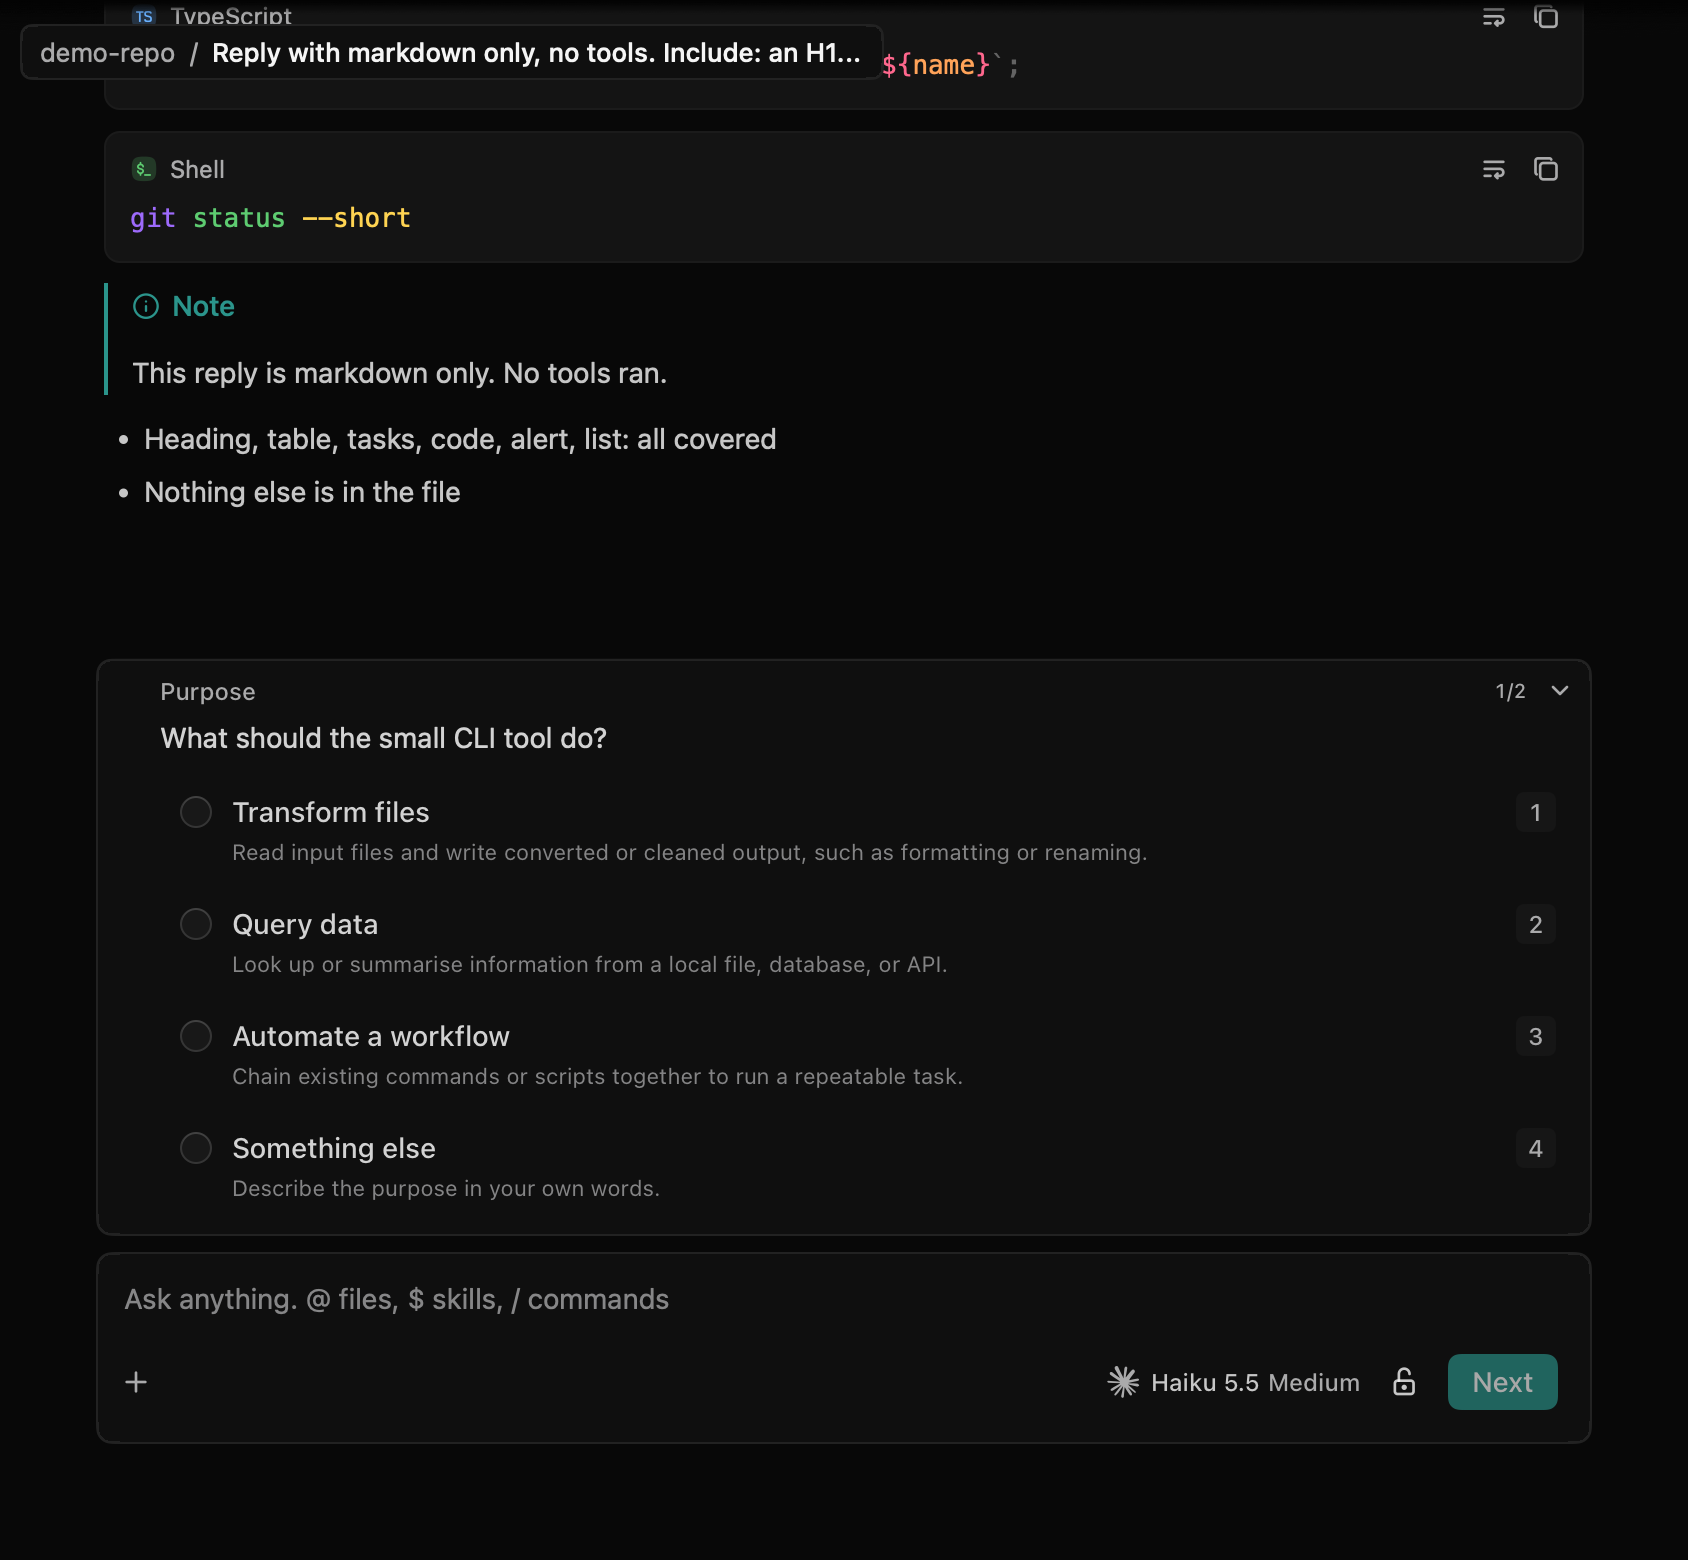 TS TypeScript
demo-repo / Reply with markdown only, no tools. Include: an H1...
${name}`;
$_ Shell
git status --short
Note
This reply is markdown only. No tools ran.
• Heading, table, tasks, code, alert, list: all covered
• Nothing else is in the file
Purpose 1/2
What should the small CLI tool do?
Transform files 1
Read input files and write converted or cleaned output, such as formatting or renaming.
Query data 2
Look up or summarise information from a local file, database, or API.
Automate a workflow 3
Chain existing commands or scripts together to run a repeatable task.
Something else 4
Describe the purpose in your own words.
Ask anything. @ files, $ skills, / commands
Haiku 5.5 Medium Next